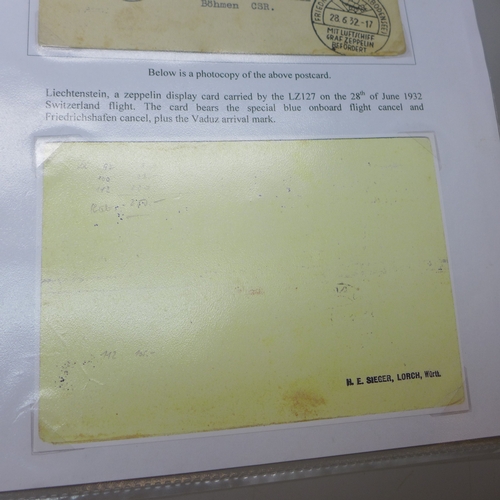 Böhmen CSR.
28.6.32.-17
MIT LUFTSCHIFF
GRAF ZEPPELIN
BEFÖRDERT
Below is a photocopy of the above postcard.
Liechtenstein, a zeppelin display card carried by the LZ127 on the 28th of June 1932
Switzerland flight. The card bears the special blue onboard flight cancel and
Friedrichshafen cancel, plus the Vaduz arrival mark.
H. E. SIEGER, LORCH, Württ.